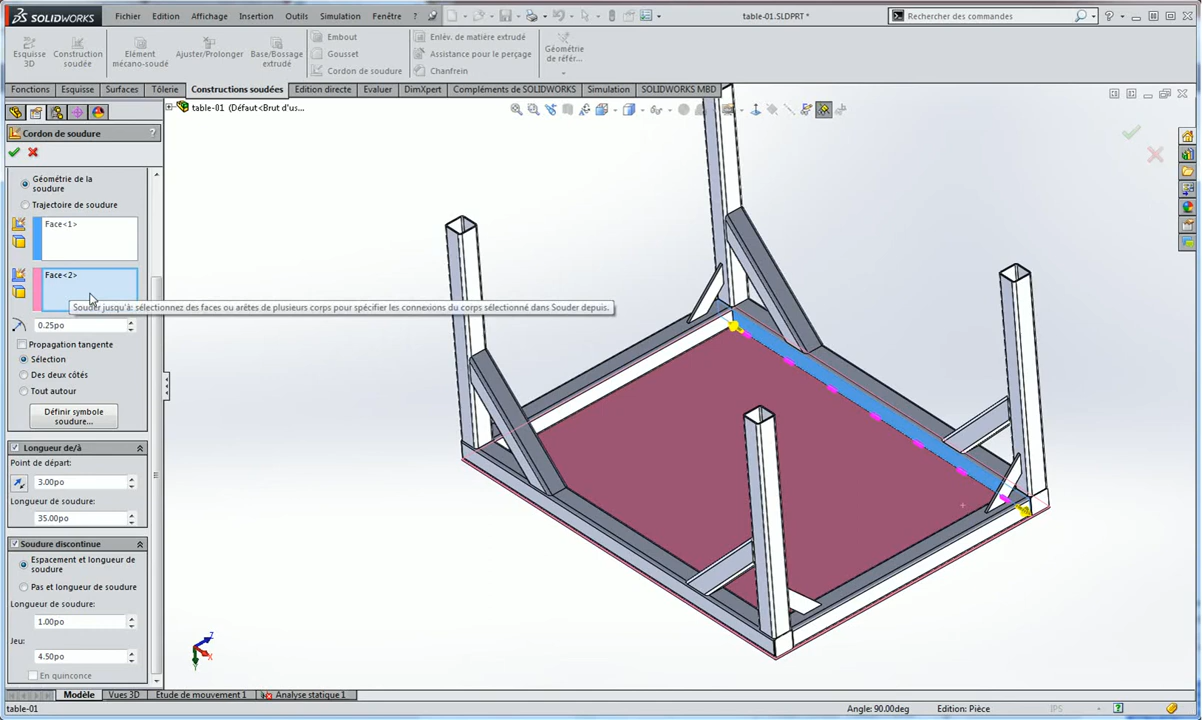 SOLIDWORKS
Fichier Edition Affichage Insertion Outils Simulation Fenêtre ?
table-01.SLDPRT *
Rechercher des commandes
Esquisse 3D
Construction soudée
Elément mécano-soudé
Ajuster/Prolonger
Base/Bossage extrudé
Embout
Gousset
Cordon de soudure
Enlèv. de matière extrudé
Assistance pour le perçage
Chanfrein
Géométrie de référ...
Fonctions Esquisse Surfaces Tôlerie Constructions soudées Edition directe Evaluer DimXpert Compléments de SOLIDWORKS Simulation SOLIDWORKS MBD
table-01 (Défaut<Brut d'us...
Cordon de soudure ?
Géométrie de la soudure
Trajectoire de soudure
Face<1>
Face<2>
Souder jusqu'à: sélectionnez des faces ou arêtes de plusieurs corps pour spécifier les connexions du corps sélectionné dans Souder depuis.
0.25po
Propagation tangente
Sélection
Des deux côtés
Tout autour
Définir symbole soudure...
Longueur de/à
Point de départ:
3.00po
Longueur de soudure:
35.00po
Soudure discontinue
Espacement et longueur de soudure
Pas et longueur de soudure
Longueur de soudure:
1.00po
Jeu:
4.50po
En quinconce
Z
X
Y
Modèle Vues 3D Etude de mouvement 1 Analyse statique 1
table-01
Angle: 90.00deg Edition: Pièce IPS